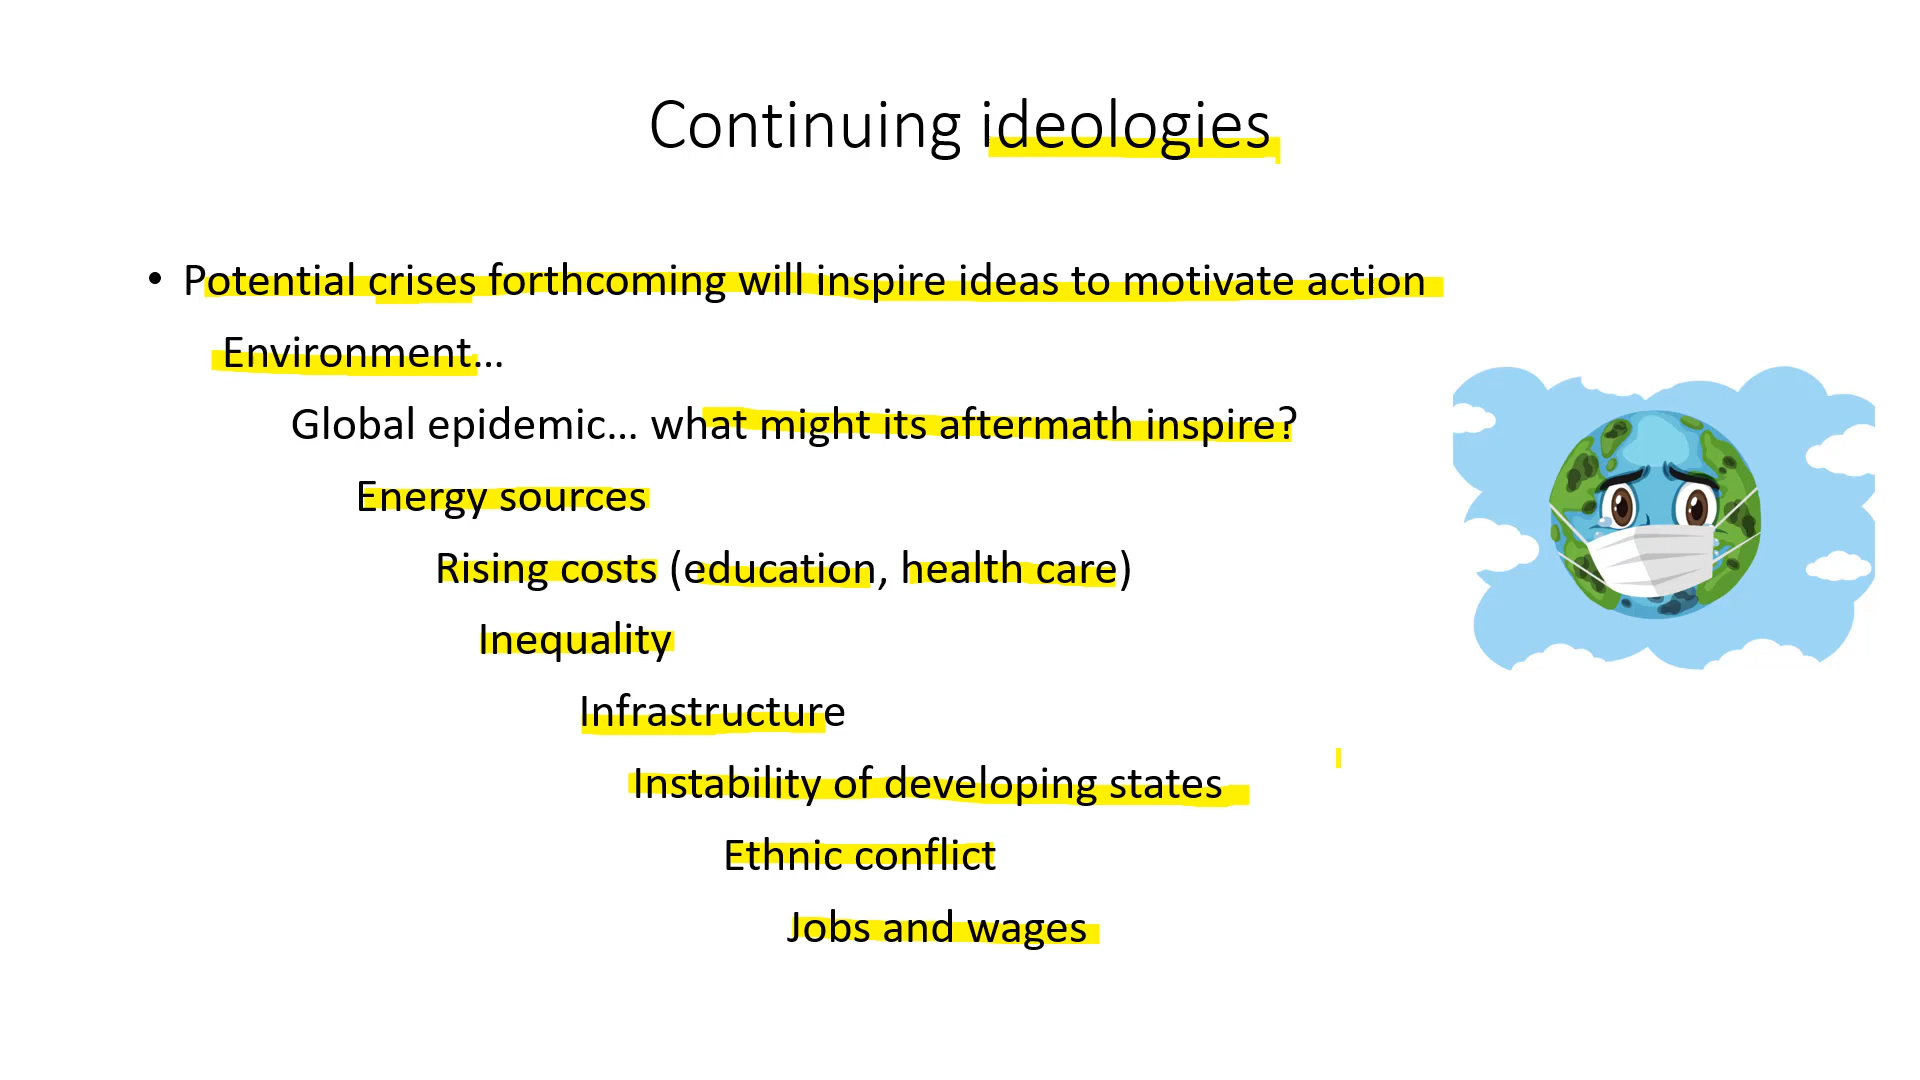 Continuing ideologies
• Potential crises forthcoming will inspire ideas to motivate action
Environment…
Global epidemic… what might its aftermath inspire?
Energy sources
Rising costs (education, health care)
Inequality
Infrastructure
Instability of developing states
Ethnic conflict
Jobs and wages